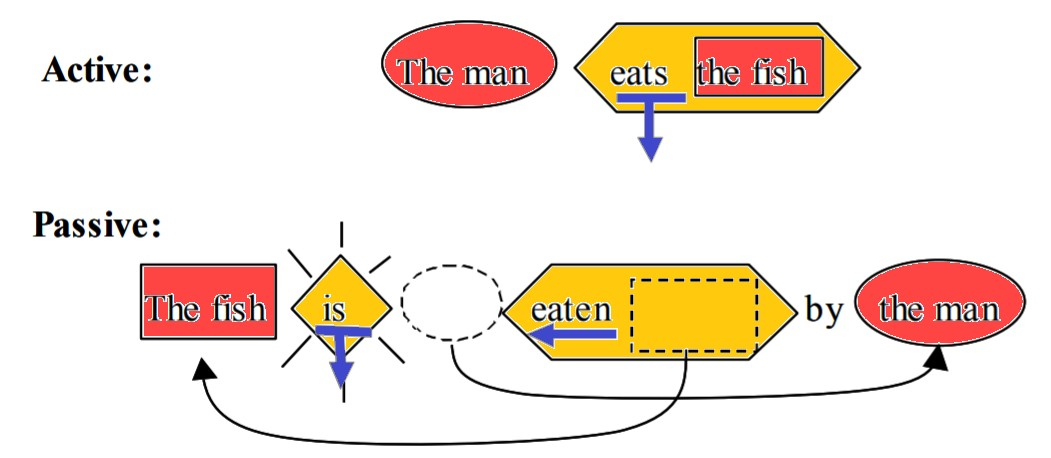 Active: The man eats the fish
Passive:
The fish is eaten by the man